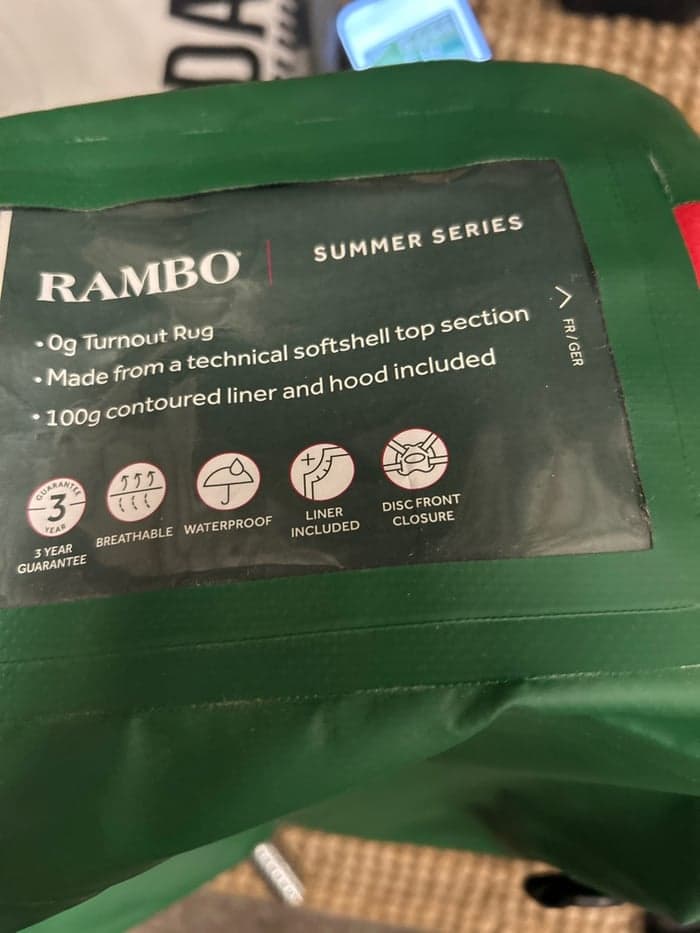 DA
RAMBO®
SUMMER SERIES
• 0g Turnout Rug
• Made from a technical softshell top section
• 100g contoured liner and hood included
FR / GER
GUARANTEE
3
YEAR
3 YEAR
GUARANTEE
BREATHABLE
WATERPROOF
LINER
INCLUDED
DISC FRONT
CLOSURE